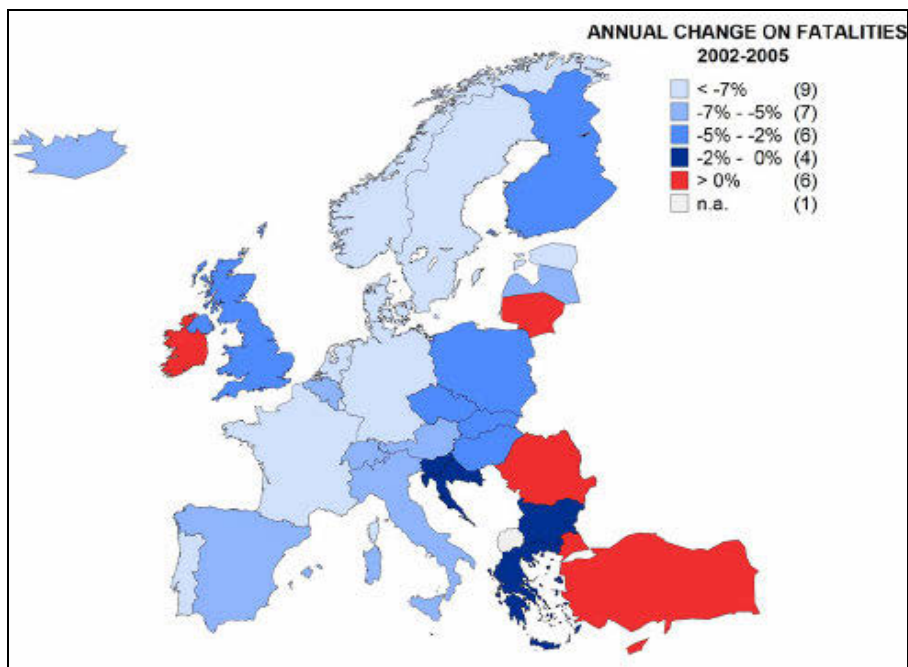 ANNUAL CHANGE ON FATALITIES
2002-2005
< -7% (9)
-7% - -5% (7)
-5% - -2% (6)
-2% - 0% (4)
> 0% (6)
n.a. (1)